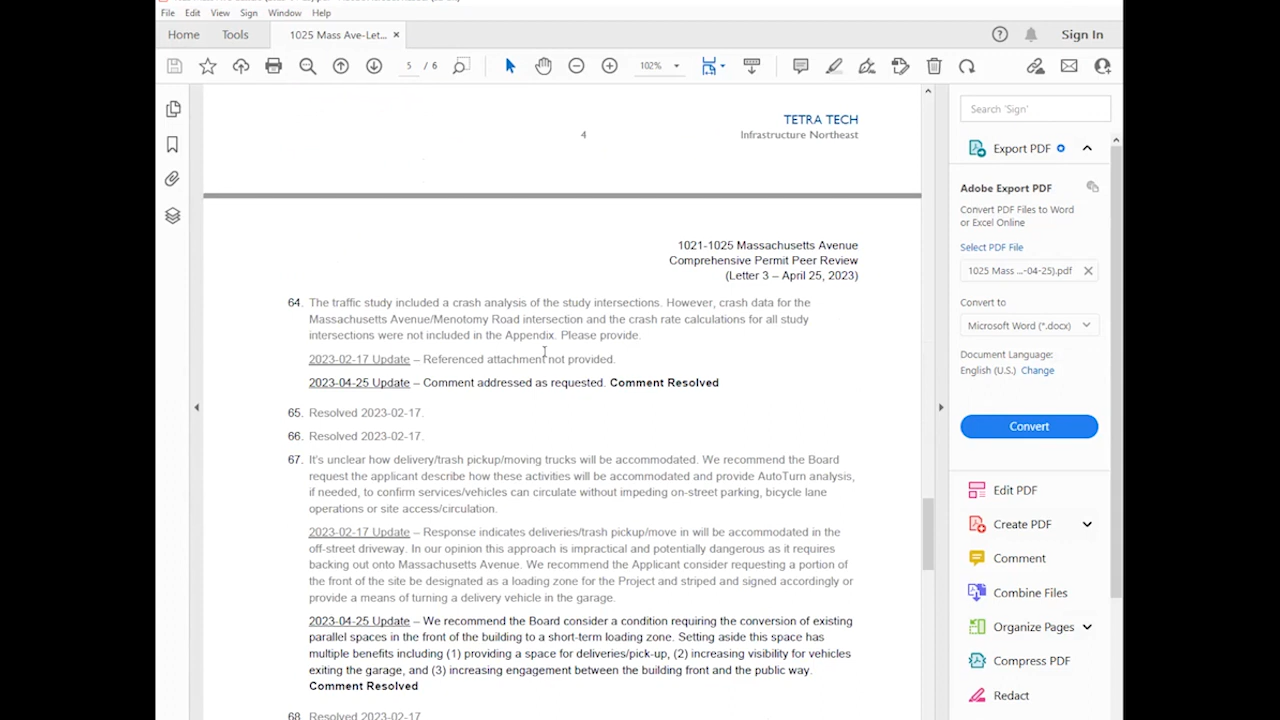 File Edit View Sign Window Help
Home Tools 1025 Mass Ave-Let... ×
? Sign In
5 / 6 102%
TETRA TECH
4 Infrastructure Northeast
1021-1025 Massachusetts Avenue
Comprehensive Permit Peer Review
(Letter 3 – April 25, 2023)
64. The traffic study included a crash analysis of the study intersections. However, crash data for the
Massachusetts Avenue/Menotomy Road intersection and the crash rate calculations for all study
intersections were not included in the Appendix. Please provide.
2023-02-17 Update – Referenced attachment not provided.
2023-04-25 Update – Comment addressed as requested. Comment Resolved
65. Resolved 2023-02-17.
66. Resolved 2023-02-17.
67. It's unclear how delivery/trash pickup/moving trucks will be accommodated. We recommend the Board
request the applicant describe how these activities will be accommodated and provide AutoTurn analysis,
if needed, to confirm services/vehicles can circulate without impeding on-street parking, bicycle lane
operations or site access/circulation.
2023-02-17 Update – Response indicates deliveries/trash pickup/move in will be accommodated in the
off-street driveway. In our opinion this approach is impractical and potentially dangerous as it requires
backing out onto Massachusetts Avenue. We recommend the Applicant consider requesting a portion of
the front of the site be designated as a loading zone for the Project and striped and signed accordingly or
provide a means of turning a delivery vehicle in the garage.
2023-04-25 Update – We recommend the Board consider a condition requiring the conversion of existing
parallel spaces in the front of the building to a short-term loading zone. Setting aside this space has
multiple benefits including (1) providing a space for deliveries/pick-up, (2) increasing visibility for vehicles
exiting the garage, and (3) increasing engagement between the building front and the public way.
Comment Resolved
68. Resolved 2023-02-17
Search 'Sign'
Export PDF
Adobe Export PDF
Convert PDF Files to Word
or Excel Online
Select PDF File
1025 Mass ...-04-25).pdf
Convert to
Microsoft Word (*.docx)
Document Language:
English (U.S.) Change
Convert
Edit PDF
Create PDF
Comment
Combine Files
Organize Pages
Compress PDF
Redact